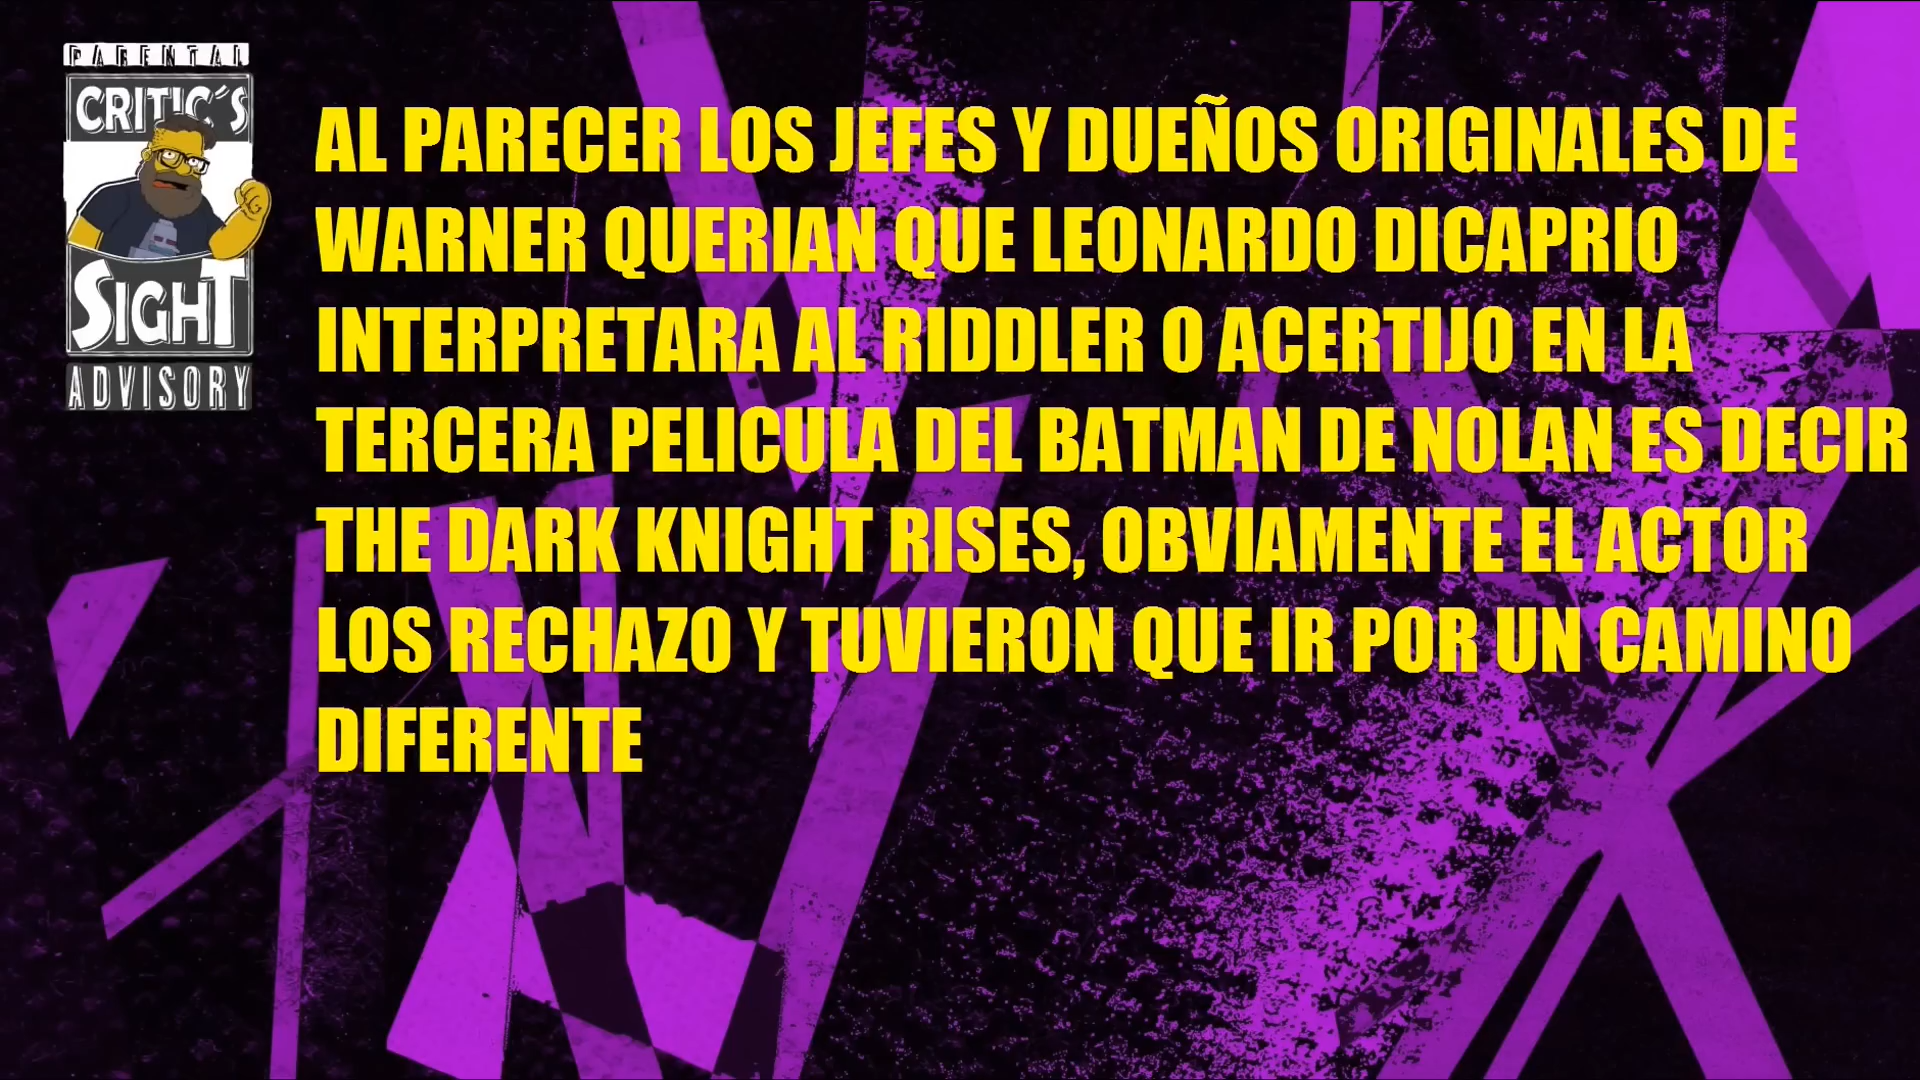 PARENTAL
CRITIC´S
SIGHT
ADVISORY
AL PARECER LOS JEFES Y DUEÑOS ORIGINALES DE
WARNER QUERIAN QUE LEONARDO DICAPRIO
INTERPRETARA AL RIDDLER O ACERTIJO EN LA
TERCERA PELICULA DEL BATMAN DE NOLAN ES DECIR
THE DARK KNIGHT RISES, OBVIAMENTE EL ACTOR
LOS RECHAZO Y TUVIERON QUE IR POR UN CAMINO
DIFERENTE